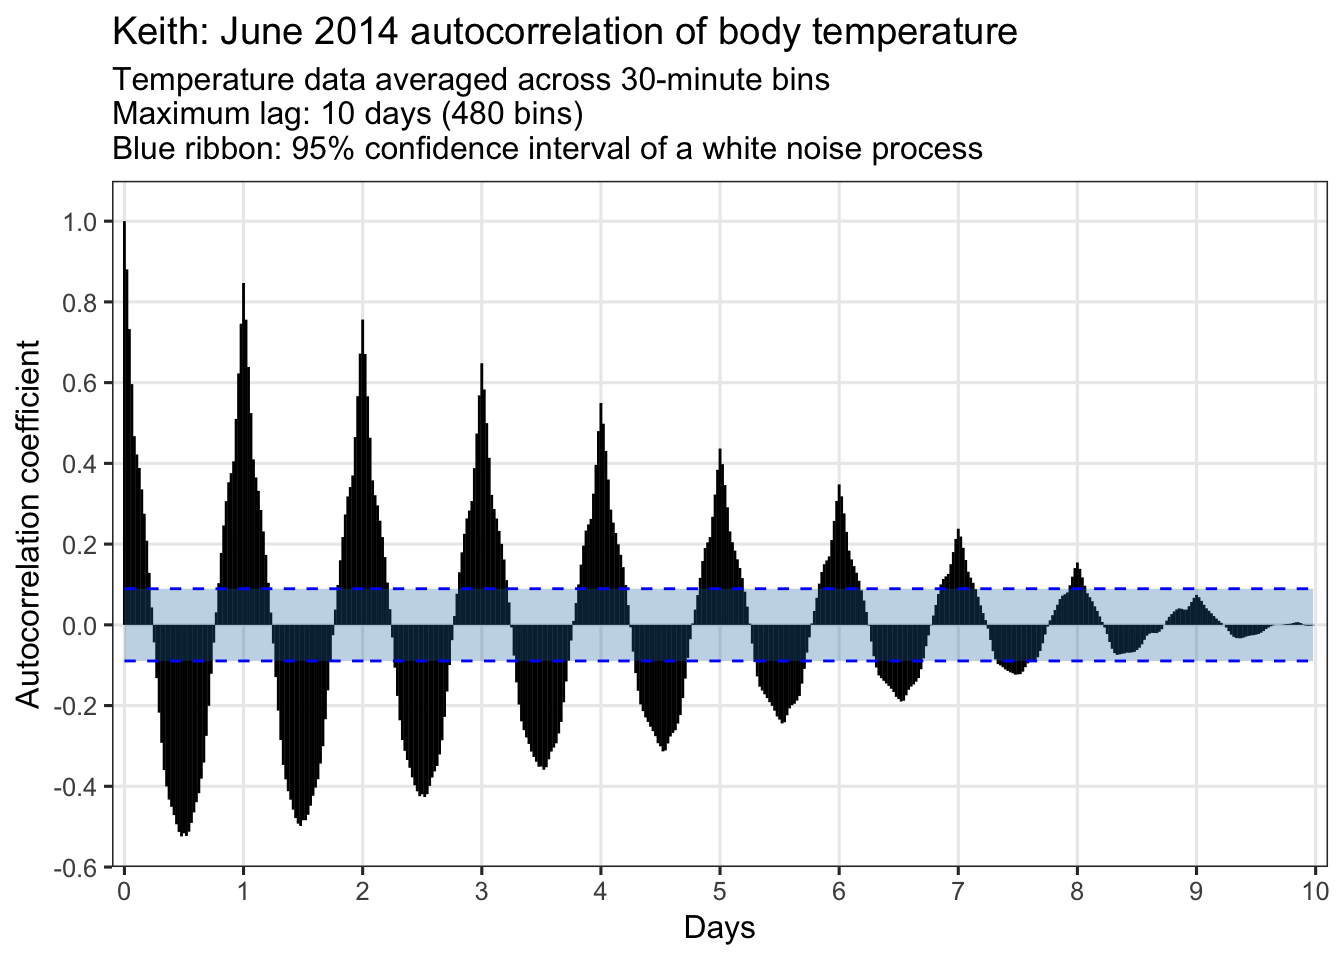 Keith: June 2014 autocorrelation of body temperature
Temperature data averaged across 30-minute bins
Maximum lag: 10 days (480 bins)
Blue ribbon: 95% confidence interval of a white noise process
Autocorrelation coefficient
1.0
0.8
0.6
0.4
0.2
0.0
-0.2
-0.4
-0.6
0 1 2 3 4 5 6 7 8 9 10
Days